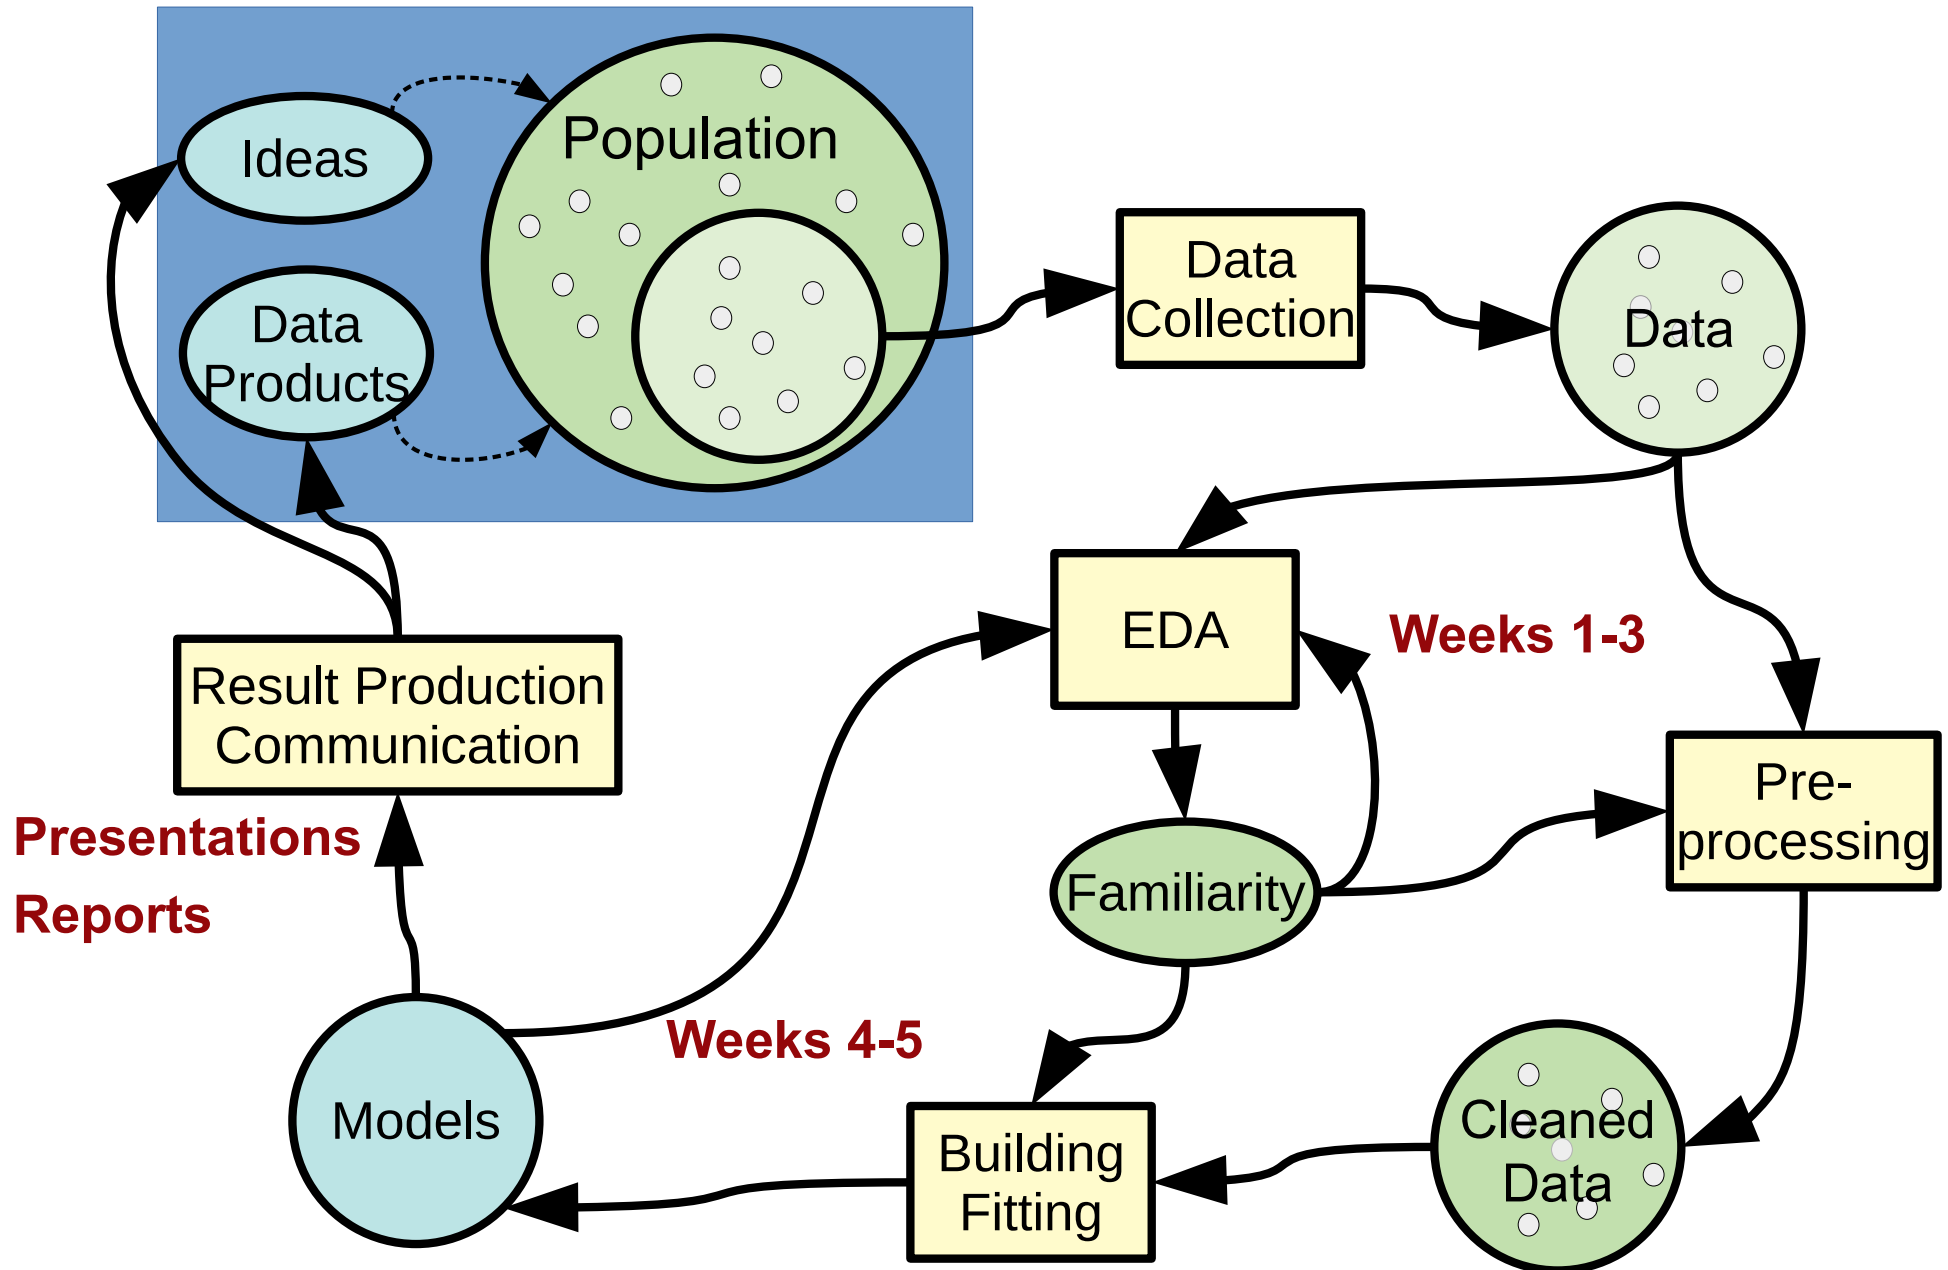 Ideas
Population
Data
Products
Data
Collection
Data
EDA
Weeks 1-3
Result Production
Communication
Pre-
processing
Presentations
Reports
Familiarity
Weeks 4-5
Models
Building
Fitting
Cleaned
Data